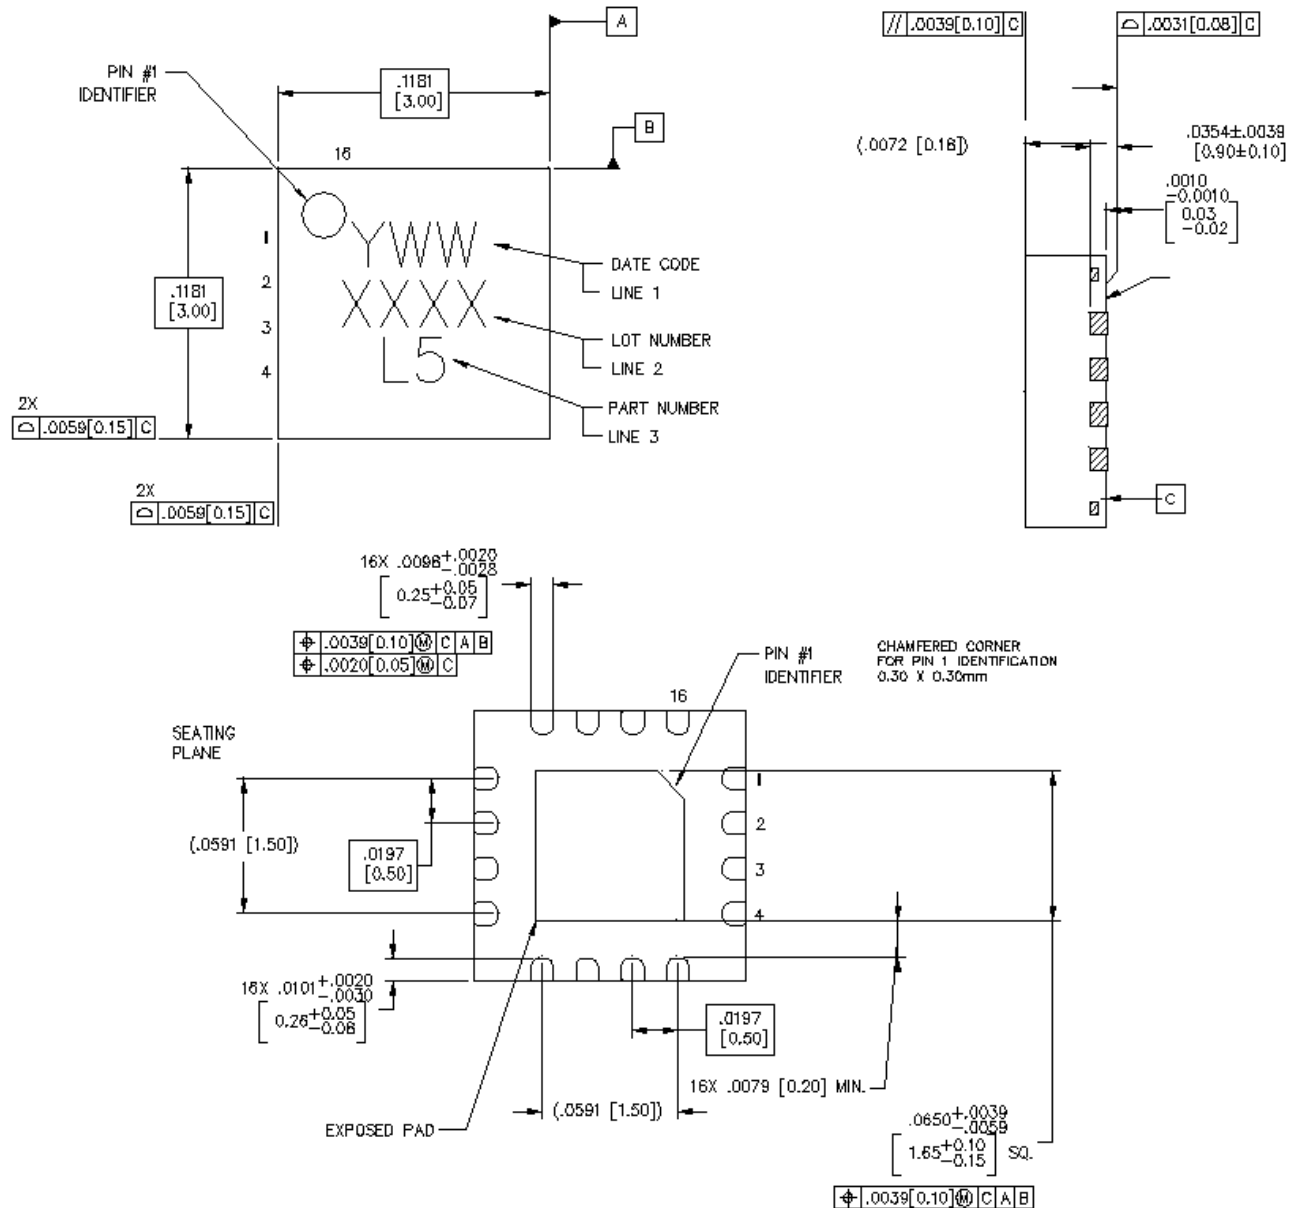 A
// .0039[0.10] C
⌓ .0031[0.08] C
PIN #1
IDENTIFIER
.1181
[3.00]
B
(.0072 [0.18])
.0354±.0039
[0.90±0.10]
16
.0010
-0.0010
[0.03
-0.02]
1
YWW
DATE CODE
LINE 1
2
.1181
[3.00]
XXXX
3
LOT NUMBER
LINE 2
4
L5
PART NUMBER
LINE 3
2X
⌓ .0059[0.15] C
2X
⌓ .0059[0.15] C
C
16X .0098 +.0020
-.0028
[0.25 +0.05
-0.07]
⌖ .0039[0.10]Ⓜ C A B
⌖ .0020[0.05]Ⓜ C
PIN #1
IDENTIFIER
CHAMFERED CORNER
FOR PIN 1 IDENTIFICATION
0.30 X 0.30mm
16
SEATING
PLANE
1
2
(.0591 [1.50])
.0197
[0.50]
3
4
16X .0101 +.0020
-.0030
[0.26 +0.05
-0.08]
.0197
[0.50]
16X .0079 [0.20] MIN.
(.0591 [1.50])
EXPOSED PAD
.0650 +.0039
-.0059
[1.65 +0.10
-0.15] SQ.
⌖ .0039[0.10]Ⓜ C A B